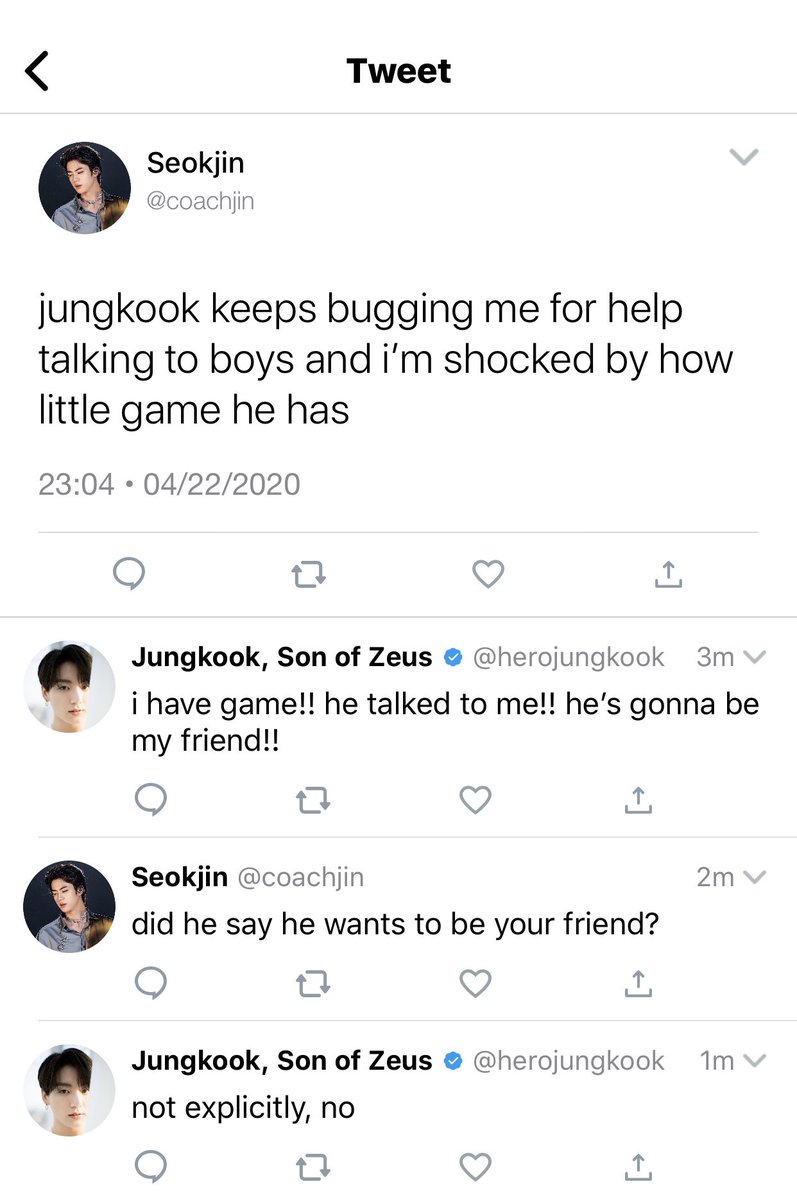 Tweet
Seokjin
@coachjin
jungkook keeps bugging me for help
talking to boys and i’m shocked by how
little game he has
23:04 • 04/22/2020
Jungkook, Son of Zeus @herojungkook 3m
i have game!! he talked to me!! he’s gonna be
my friend!!
Seokjin @coachjin 2m
did he say he wants to be your friend?
Jungkook, Son of Zeus @herojungkook 1m
not explicitly, no